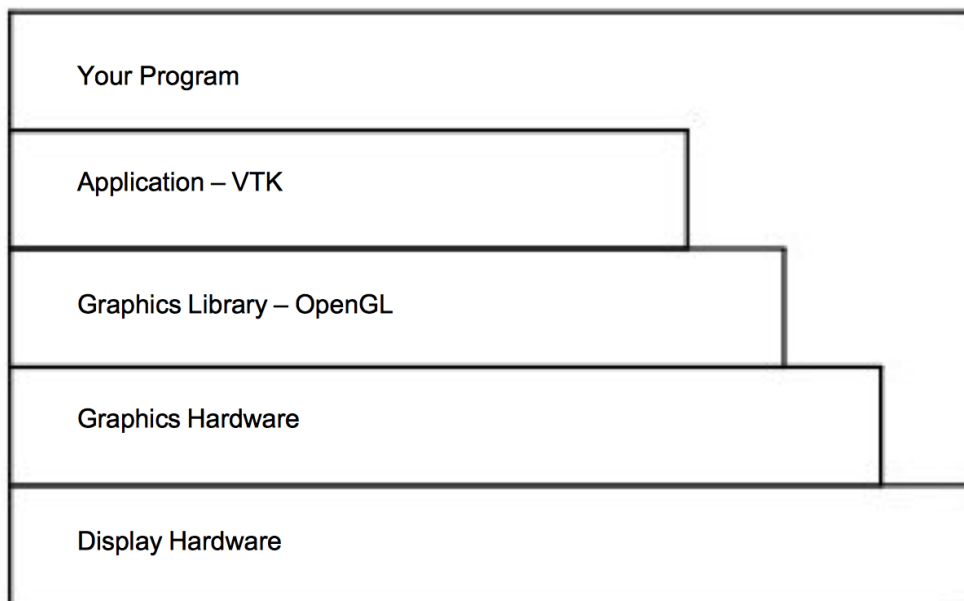 Your Program
Application – VTK
Graphics Library – OpenGL
Graphics Hardware
Display Hardware